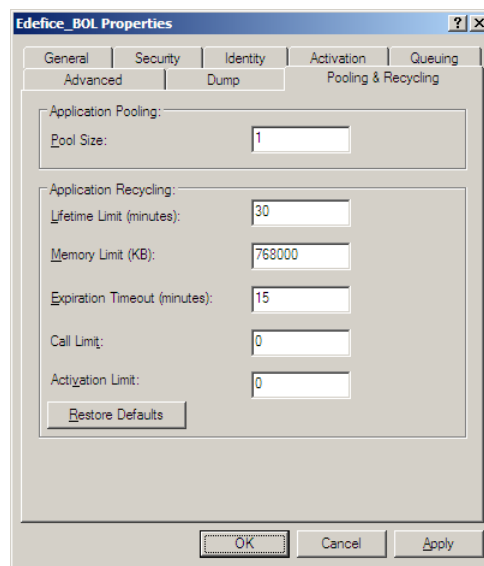 Edefice_BOL Properties ? X
General Security Identity Activation Queuing
Advanced Dump Pooling & Recycling
Application Pooling:
Pool Size: 1
Application Recycling:
Lifetime Limit (minutes): 30
Memory Limit (KB): 768000
Expiration Timeout (minutes): 15
Call Limit: 0
Activation Limit: 0
Restore Defaults
OK Cancel Apply